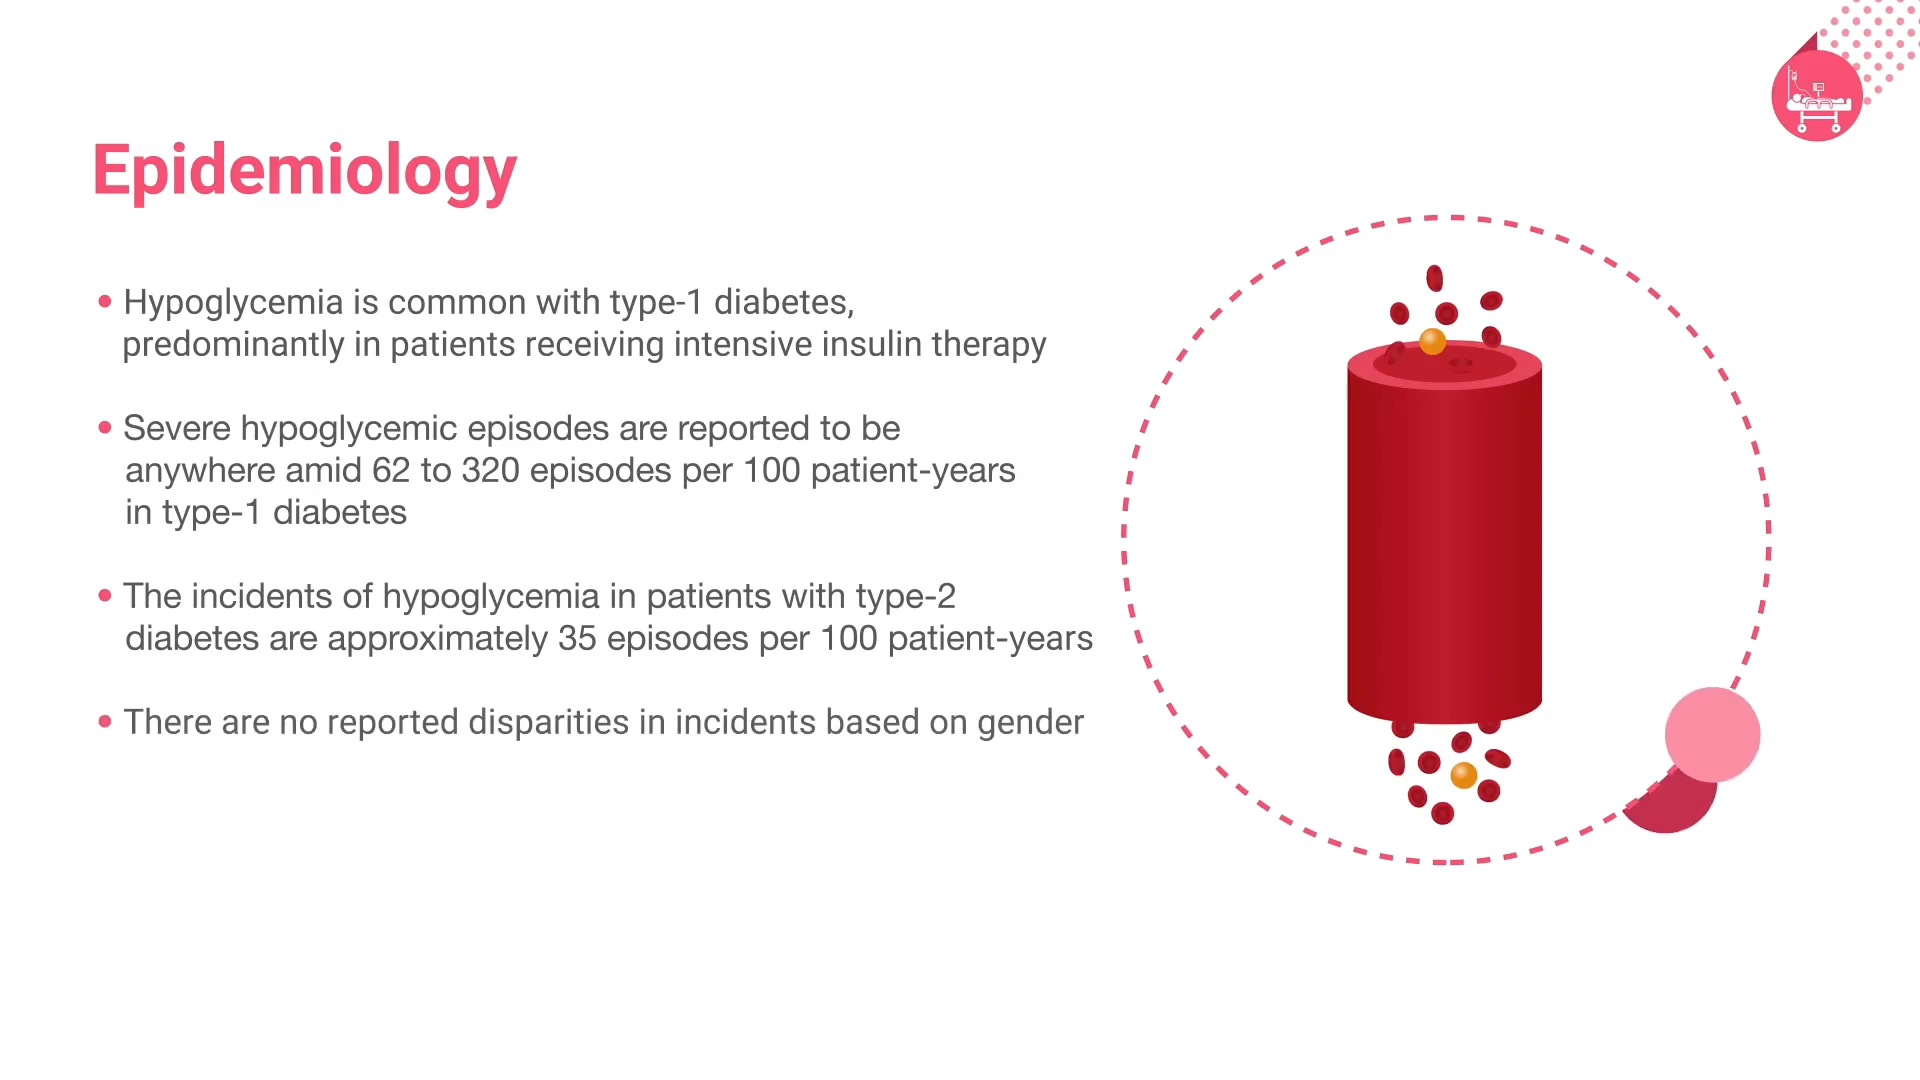 Epidemiology
• Hypoglycemia is common with type-1 diabetes,
predominantly in patients receiving intensive insulin therapy
• Severe hypoglycemic episodes are reported to be
anywhere amid 62 to 320 episodes per 100 patient-years
in type-1 diabetes
• The incidents of hypoglycemia in patients with type-2
diabetes are approximately 35 episodes per 100 patient-years
• There are no reported disparities in incidents based on gender